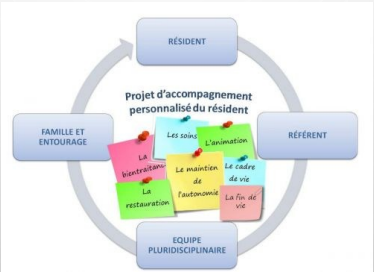 RÉSIDENT
Projet d'accompagnement
personnalisé du résident
FAMILLE ET
ENTOURAGE
RÉFÉRENT
Les soins
L'animation
La
bientraitance
Le maintien
de
l'autonomie
Le cadre
de vie
La
restauration
La fin de
vie
EQUIPE
PLURIDISCIPLINAIRE